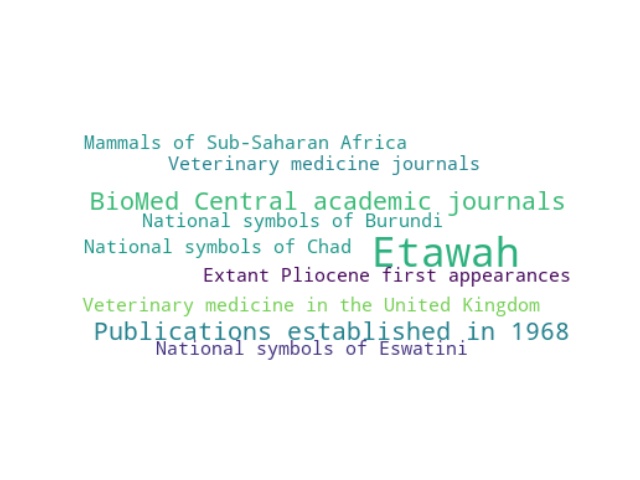 Mammals of Sub-Saharan Africa
Veterinary medicine journals
BioMed Central academic journals
National symbols of Burundi
National symbols of Chad
Etawah
Extant Pliocene first appearances
Veterinary medicine in the United Kingdom
Publications established in 1968
National symbols of Eswatini